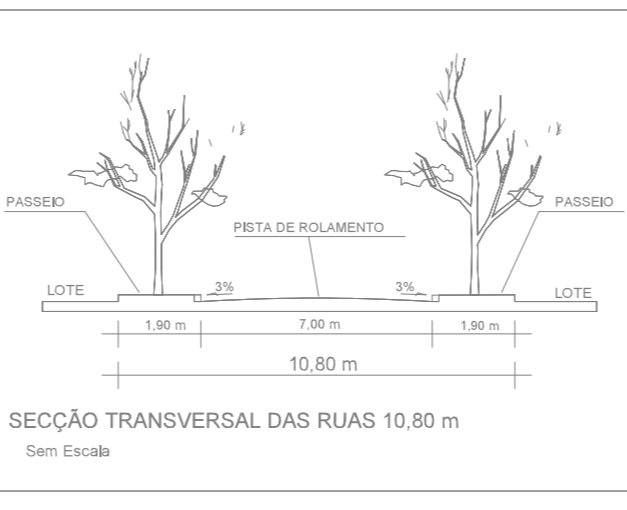 PASSEIO
PASSEIO
PISTA DE ROLAMENTO
LOTE
3%
3%
LOTE
1,90 m
7,00 m
1,90 m
10,80 m
SECÇÃO TRANSVERSAL DAS RUAS 10,80 m
Sem Escala